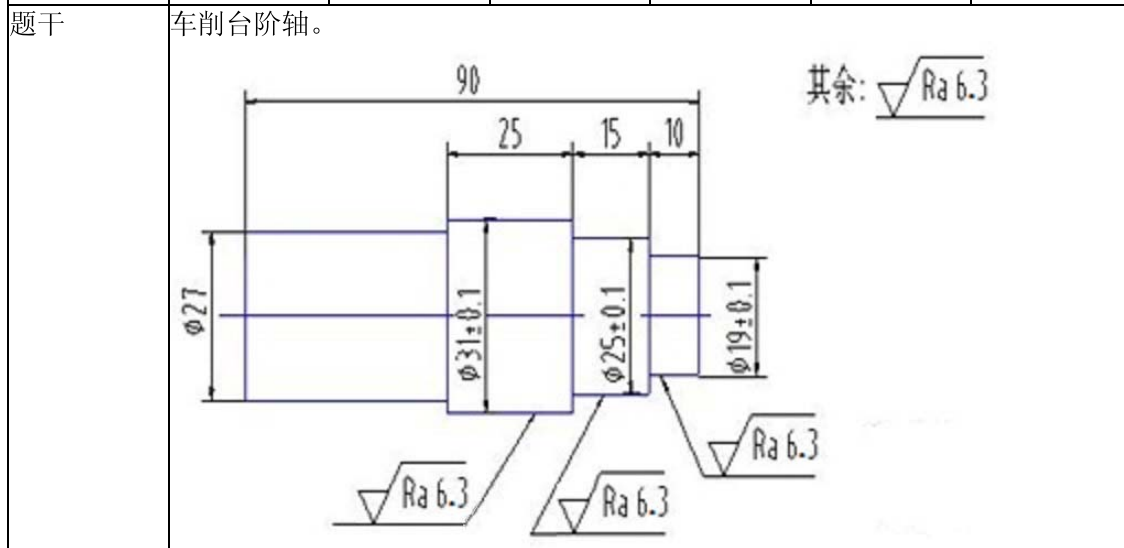 题干
车削台阶轴。
其余: Ra 6.3
90
25 15 10
ϕ27
ϕ31±0.1
ϕ25±0.1
ϕ19±0.1
Ra 6.3
Ra 6.3
Ra 6.3